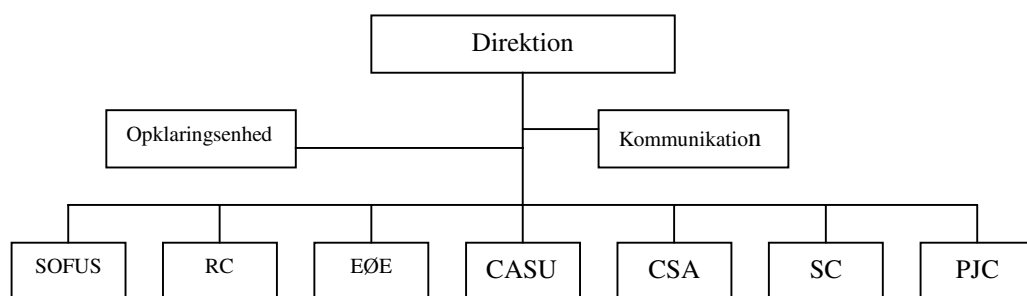 Direktion
Opklaringsenhed
Kommunikation
SOFUS
RC
EØE
CASU
CSA
SC
PJC